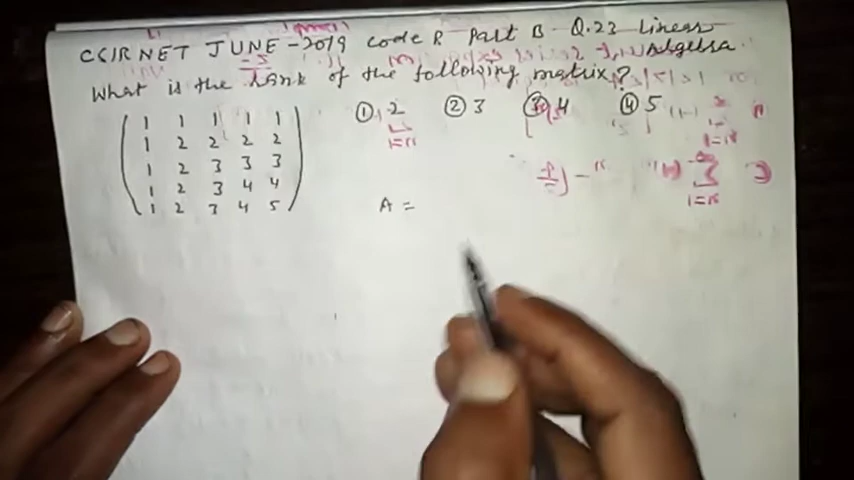 CSIR NET JUNE - 2019 code R Part B Q.23 Linear Algebra
What is the rank of the following matrix?
① 2 ② 3 ③ 4 ④ 5
1 1 1 1 1
1 2 2 2 2
1 2 3 3 3
1 2 3 4 4
1 2 3 4 5
A =